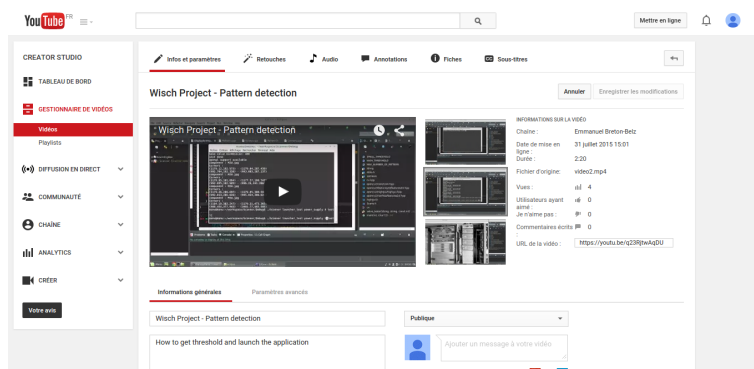 YouTube FR
Mettre en ligne
CREATOR STUDIO
TABLEAU DE BORD
GESTIONNAIRE DE VIDÉOS
Vidéos
Playlists
DIFFUSION EN DIRECT
COMMUNAUTÉ
CHAÎNE
ANALYTICS
CRÉER
Votre avis
Infos et paramètres Retouches Audio Annotations Fiches Sous-titres
Wisch Project - Pattern detection
Annuler Enregistrer les modifications
Wisch Project - Pattern detection
INFORMATIONS SUR LA VIDÉO
Chaîne : Emmanuel Breton-Belz
Date de mise en ligne : 31 juillet 2015 15:01
Durée : 2:20
Fichier d'origine: video2.mp4
Vues : 4
Utilisateurs ayant aimé : 0
Je n'aime pas : 0
Commentaires écrits 0
URL de la vidéo : https://youtu.be/q23RjtwAqDU
Informations générales Paramètres avancés
Wisch Project - Pattern detection
Publique
How to get threshold and launch the application
Ajouter un message à votre vidéo